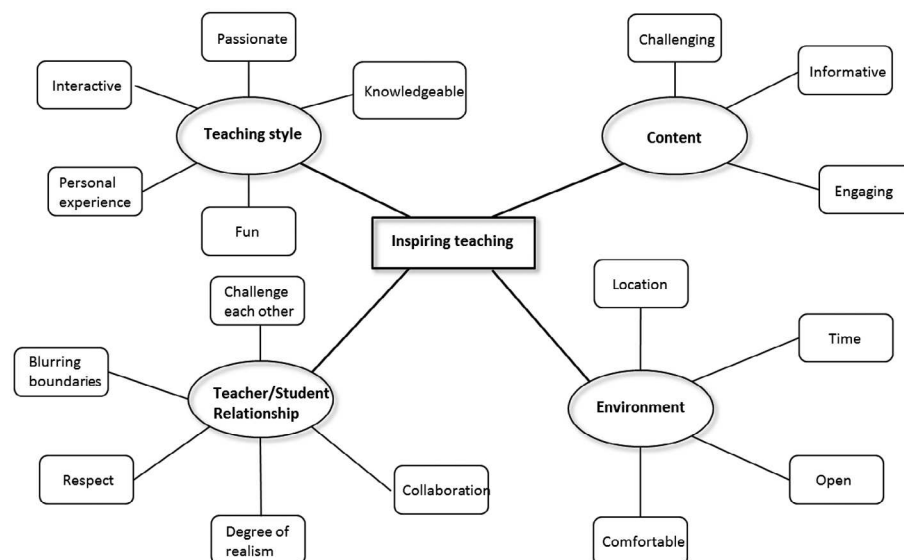 Passionate
Interactive
Knowledgeable
Teaching style
Personal
experience
Fun
Challenging
Informative
Content
Engaging
Inspiring teaching
Challenge
each other
Blurring
boundaries
Teacher/Student
Relationship
Respect
Collaboration
Degree of
realism
Location
Time
Environment
Open
Comfortable